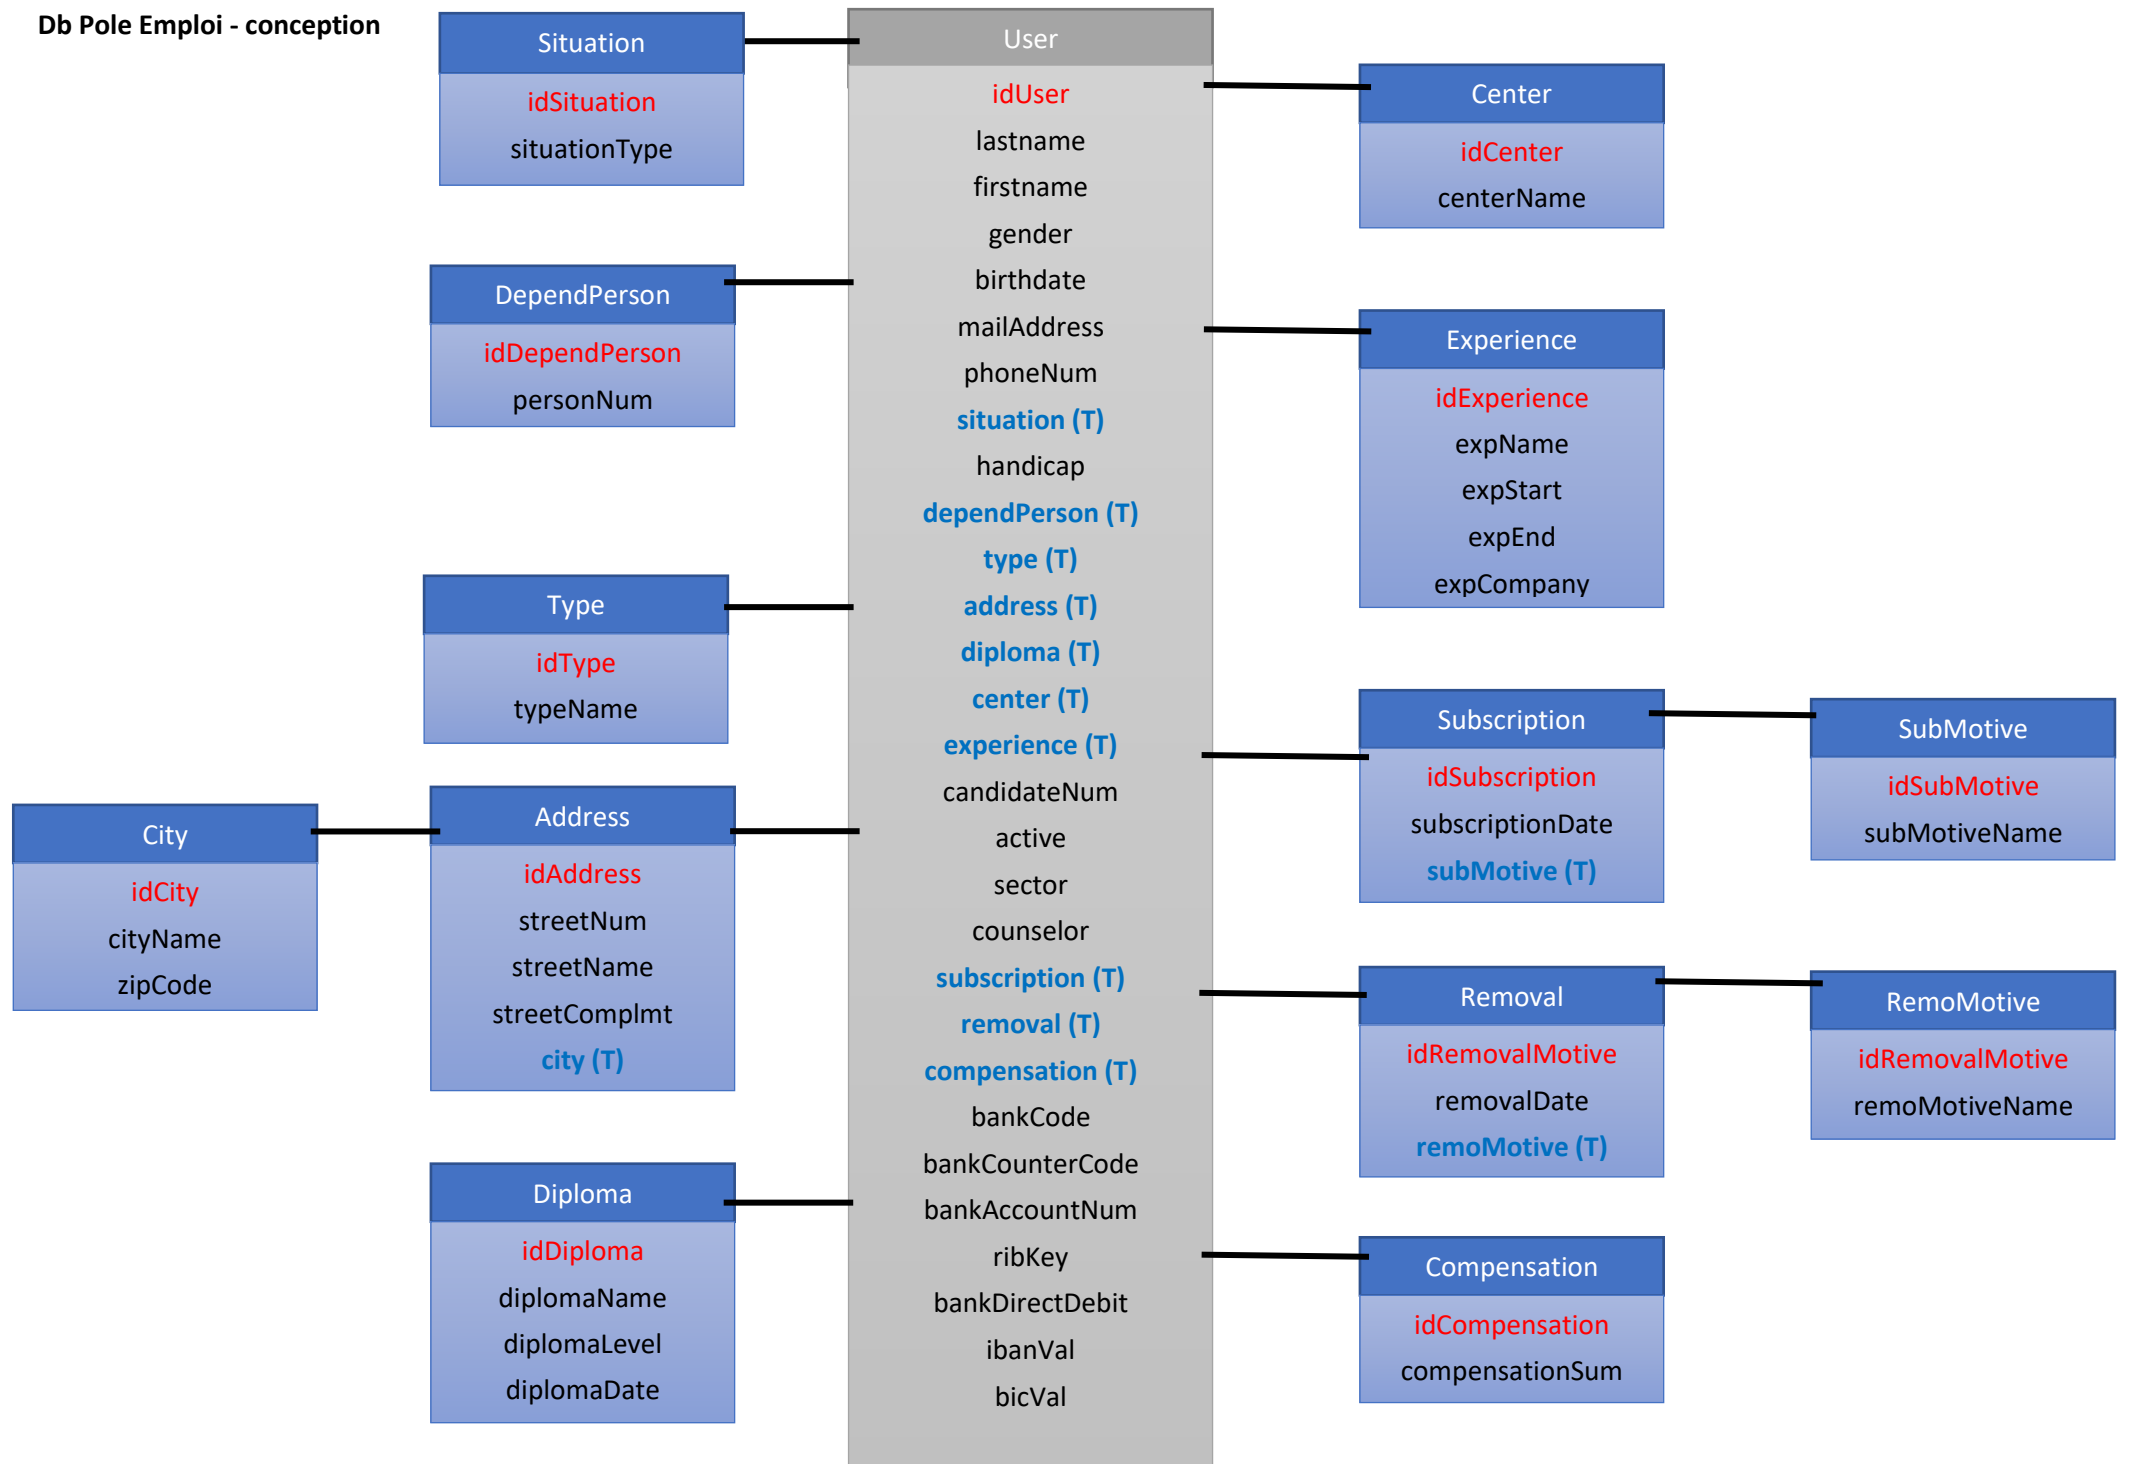 Db Pole Emploi - conception
Situation
idSituation
situationType
DependPerson
idDependPerson
personNum
Type
idType
typeName
City
idCity
cityName
zipCode
Address
idAddress
streetNum
streetName
streetComplmt
city (T)
Diploma
idDiploma
diplomaName
diplomaLevel
diplomaDate
User
idUser
lastname
firstname
gender
birthdate
mailAddress
phoneNum
situation (T)
handicap
dependPerson (T)
type (T)
address (T)
diploma (T)
center (T)
experience (T)
candidateNum
active
sector
counselor
subscription (T)
removal (T)
compensation (T)
bankCode
bankCounterCode
bankAccountNum
ribKey
bankDirectDebit
ibanVal
bicVal
Center
idCenter
centerName
Experience
idExperience
expName
expStart
expEnd
expCompany
Subscription
idSubscription
subscriptionDate
subMotive (T)
SubMotive
idSubMotive
subMotiveName
Removal
idRemovalMotive
removalDate
remoMotive (T)
RemoMotive
idRemovalMotive
remoMotiveName
Compensation
idCompensation
compensationSum